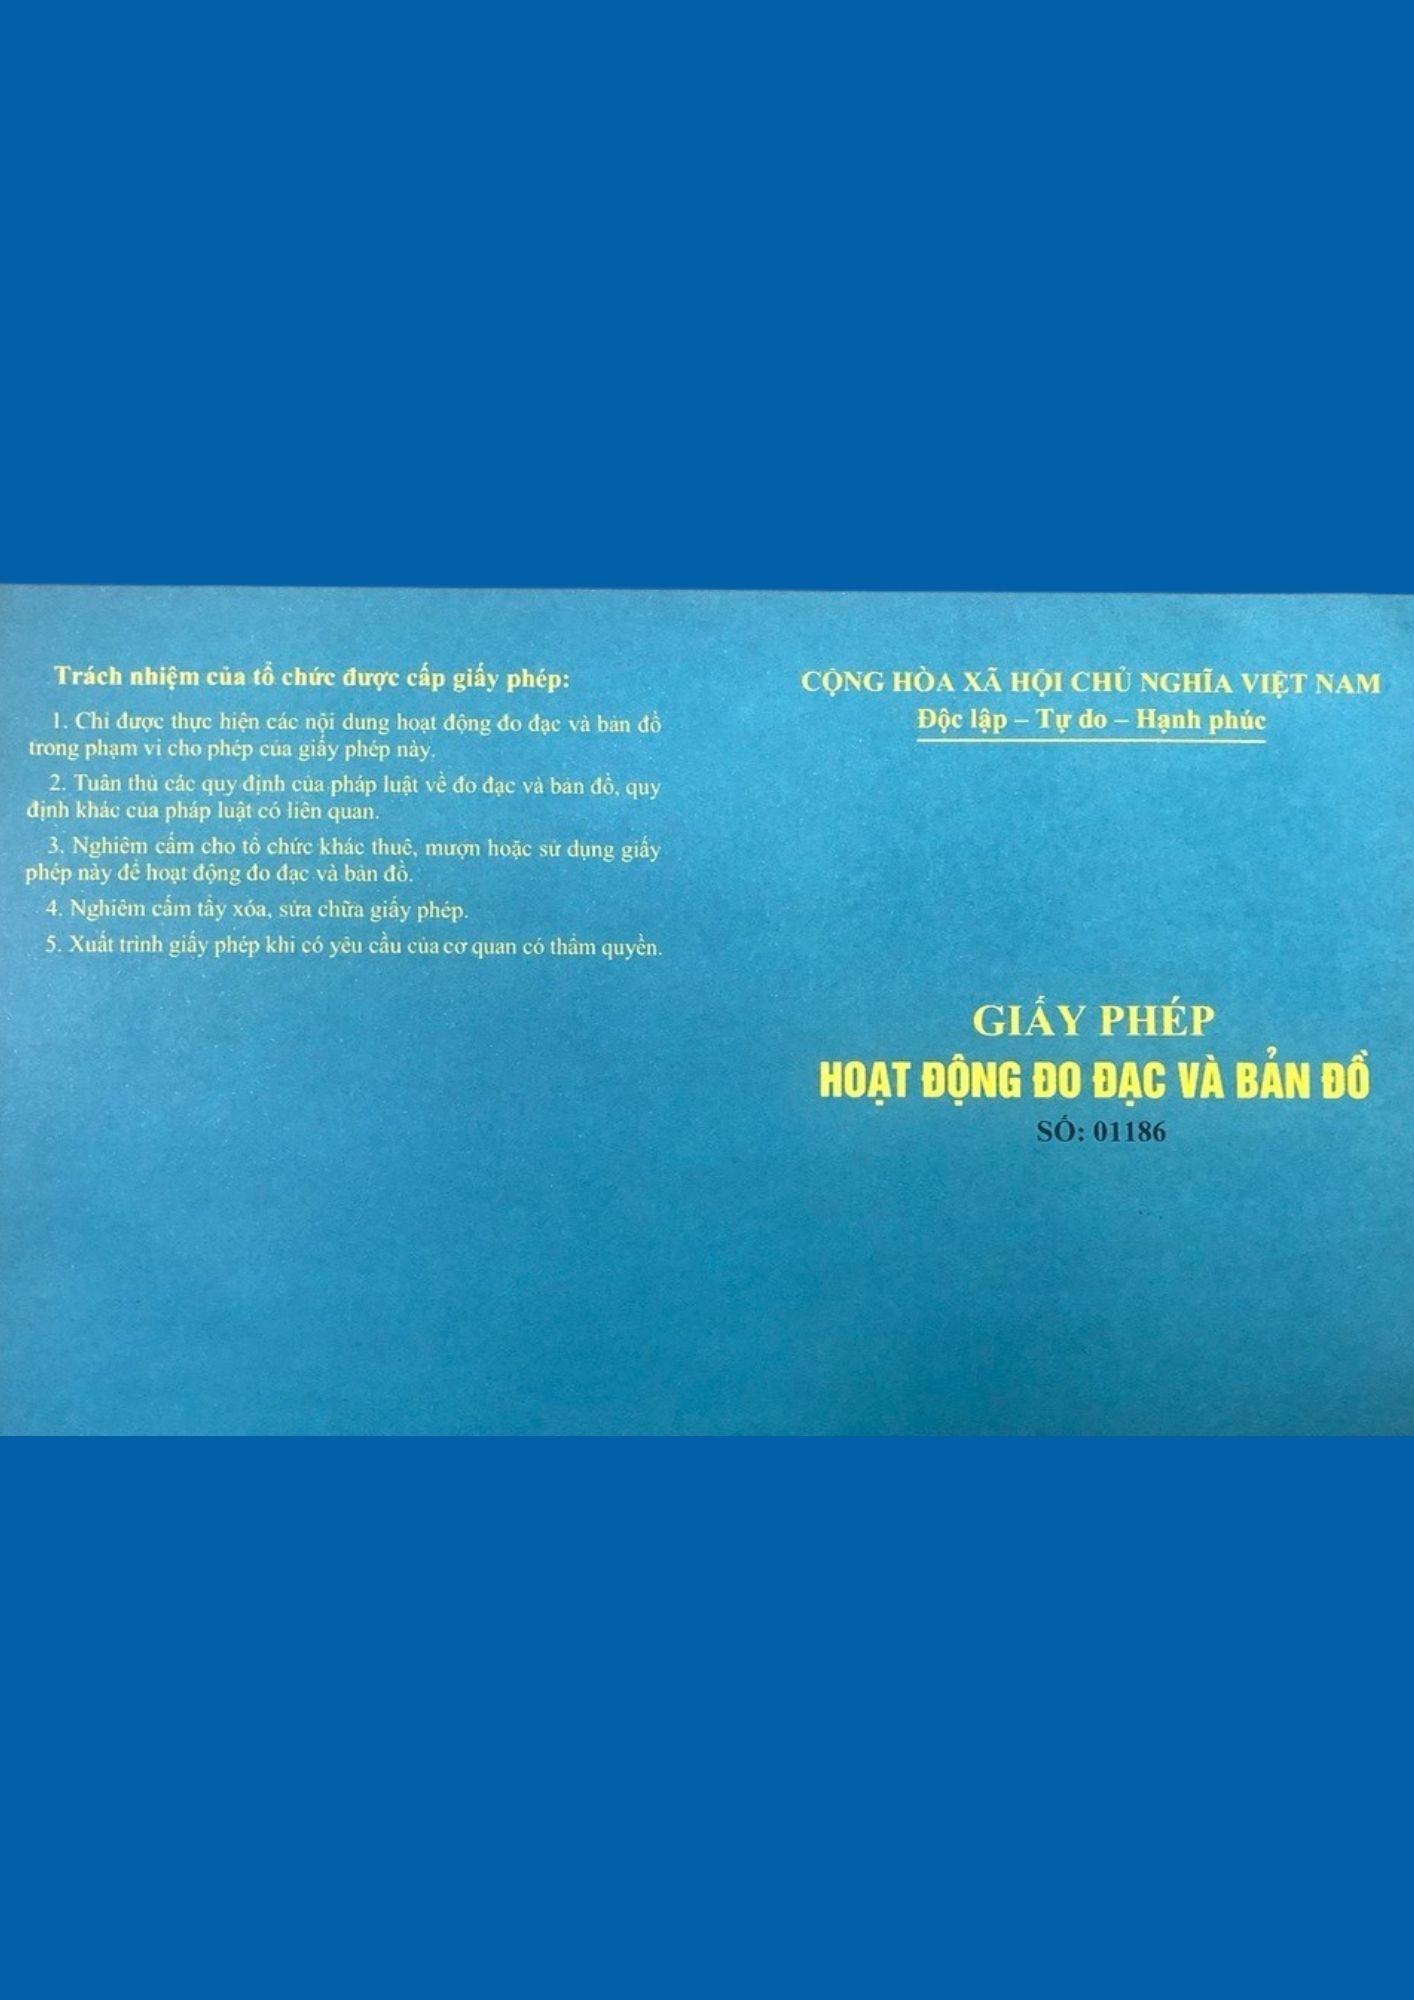 Trách nhiệm của tổ chức được cấp giấy phép:
1. Chỉ được thực hiện các nội dung hoạt động đo đạc và bản đồ
trong phạm vi cho phép của giấy phép này.
2. Tuân thủ các quy định của pháp luật về đo đạc và bản đồ, quy
định khác của pháp luật có liên quan.
3. Nghiêm cấm cho tổ chức khác thuê, mượn hoặc sử dụng giấy
phép này để hoạt động đo đạc và bản đồ.
4. Nghiêm cấm tẩy xóa, sửa chữa giấy phép.
5. Xuất trình giấy phép khi có yêu cầu của cơ quan có thẩm quyền.
CỘNG HÒA XÃ HỘI CHỦ NGHĨA VIỆT NAM
Độc lập – Tự do – Hạnh phúc
GIẤY PHÉP
HOẠT ĐỘNG ĐO ĐẠC VÀ BẢN ĐỒ
SỐ: 01186